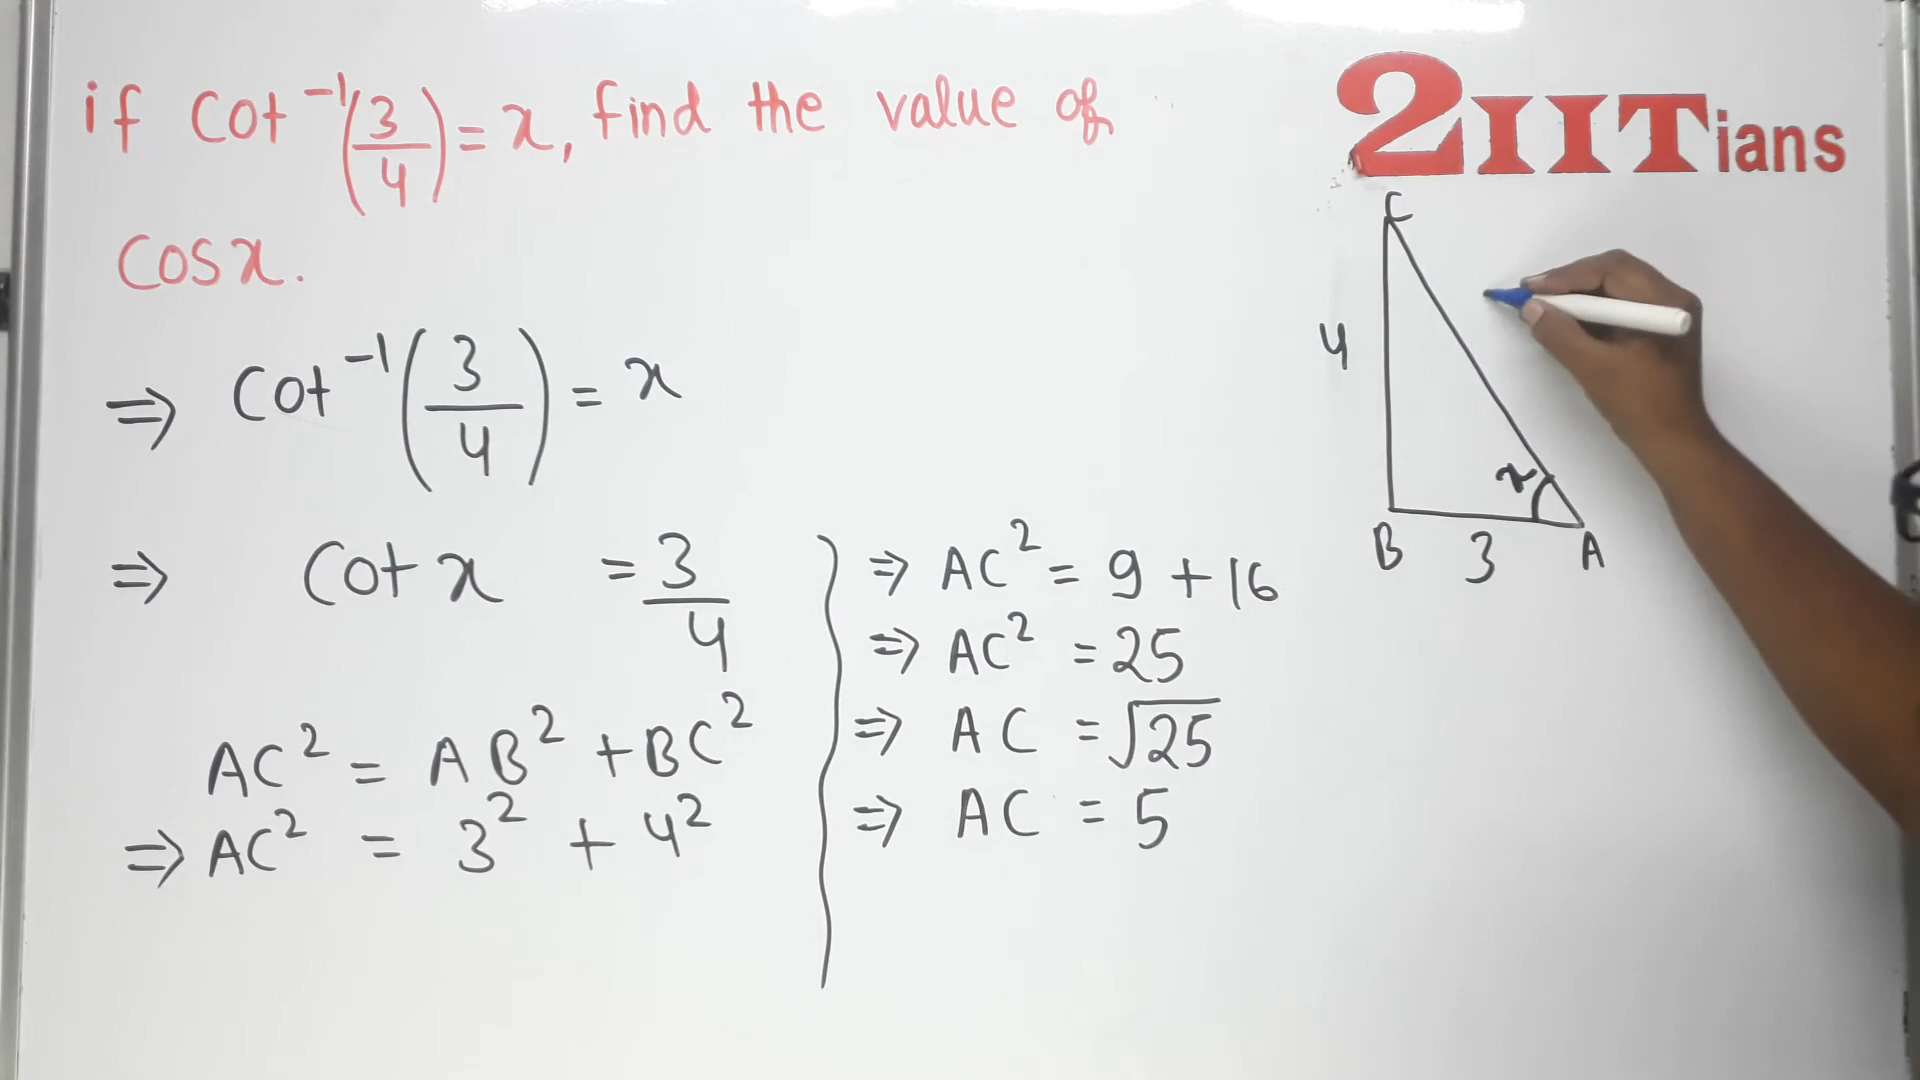 if Cot⁻¹(3/4) = x, find the value of
Cosx.
⇒ Cot⁻¹(3/4) = x
⇒ Cot x = 3/4
AC² = AB² + BC²
⇒ AC² = 3² + 4²
⇒ AC² = 9 + 16
⇒ AC² = 25
⇒ AC = √25
⇒ AC = 5
2IITians
C
4
x
B 3 A